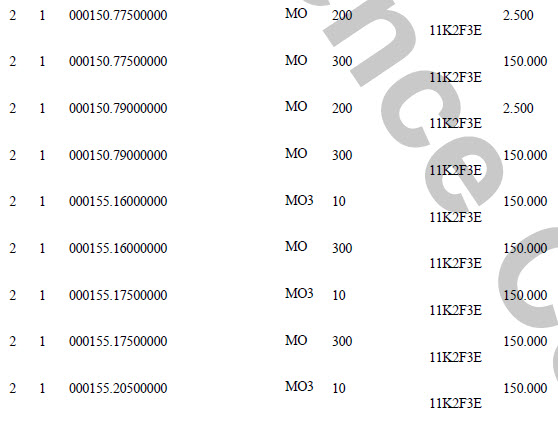 2 1 000150.77500000 MO 200 2.500
11K2F3E
2 1 000150.77500000 MO 300 150.000
11K2F3E
2 1 000150.79000000 MO 200 2.500
11K2F3E
2 1 000150.79000000 MO 300 150.000
11K2F3E
2 1 000155.16000000 MO3 10 150.000
11K2F3E
2 1 000155.16000000 MO 300 150.000
11K2F3E
2 1 000155.17500000 MO3 10 150.000
11K2F3E
2 1 000155.17500000 MO 300 150.000
11K2F3E
2 1 000155.20500000 MO3 10 150.000
11K2F3E
ence